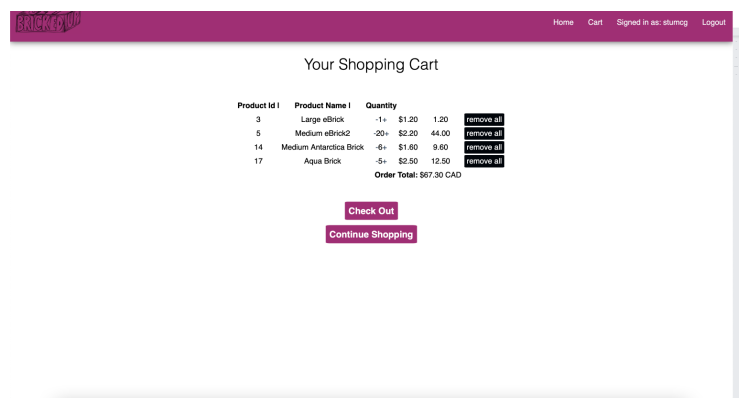 BRICKED UP
Home Cart Signed in as: stumcg Logout
Your Shopping Cart
Product Id | Product Name | Quantity
3 Large eBrick -1+ $1.20 1.20 remove all
5 Medium eBrick2 -20+ $2.20 44.00 remove all
14 Medium Antarctica Brick -6+ $1.60 9.60 remove all
17 Aqua Brick -5+ $2.50 12.50 remove all
Order Total: $67.30 CAD
Check Out
Continue Shopping